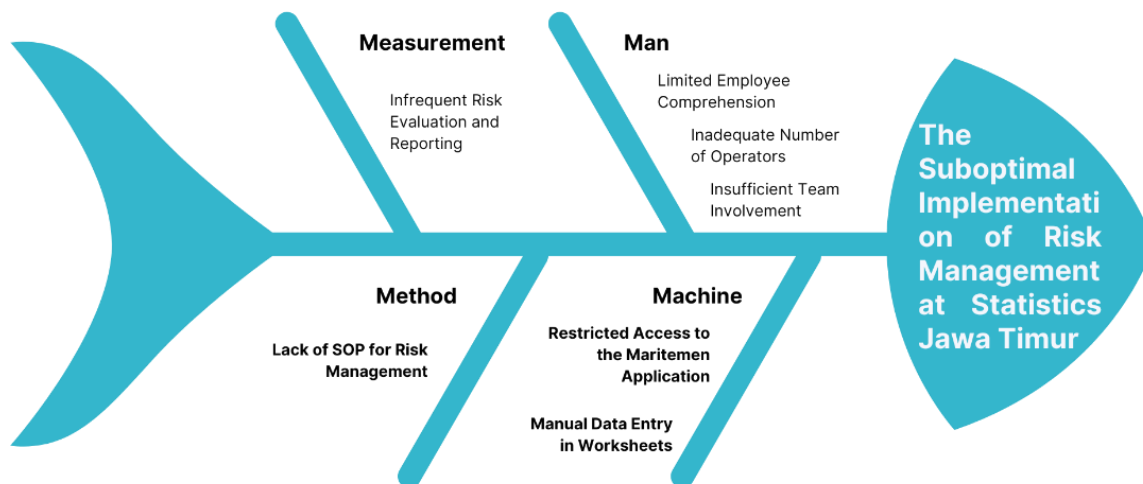 Measurement
Infrequent Risk
Evaluation and
Reporting
Man
Limited Employee
Comprehension
Inadequate Number
of Operators
Insufficient Team
Involvement
Method
Lack of SOP for Risk
Management
Machine
Restricted Access to
the Maritemen
Application
Manual Data Entry
in Worksheets
The
Suboptimal
Implementati
on of Risk
Management
at Statistics
Jawa Timur